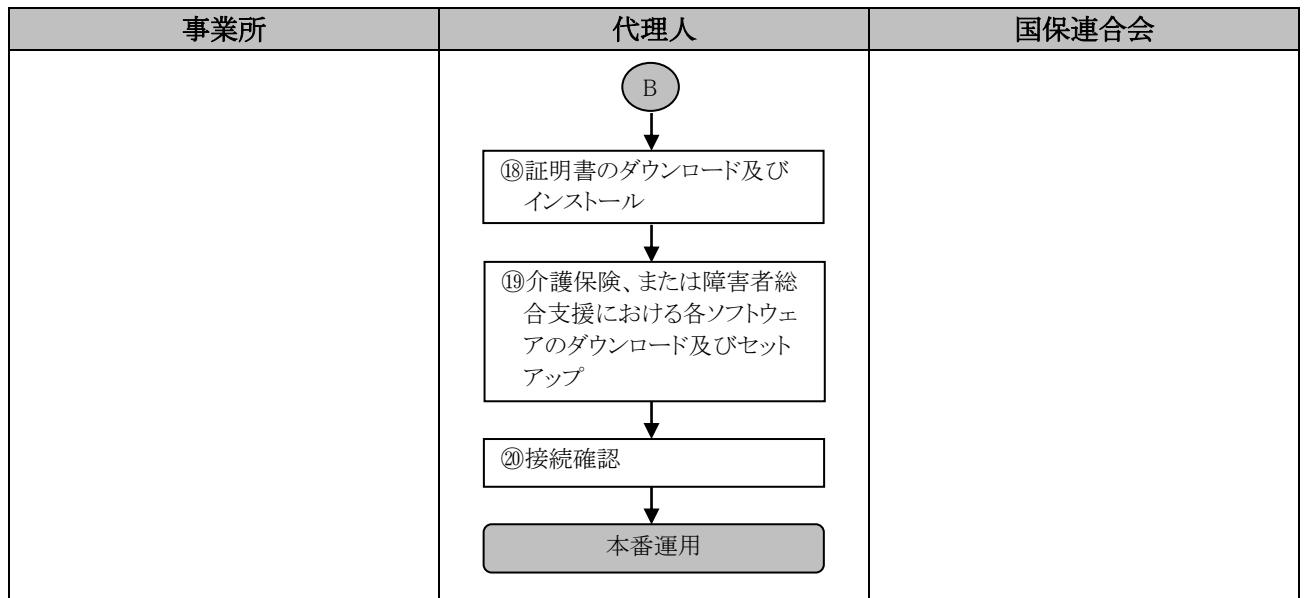 事業所
代理人
国保連合会
B
⑱証明書のダウンロード及び
インストール
⑲介護保険、または障害者総
合支援における各ソフトウェ
アのダウンロード及びセット
アップ
⑳接続確認
本番運用